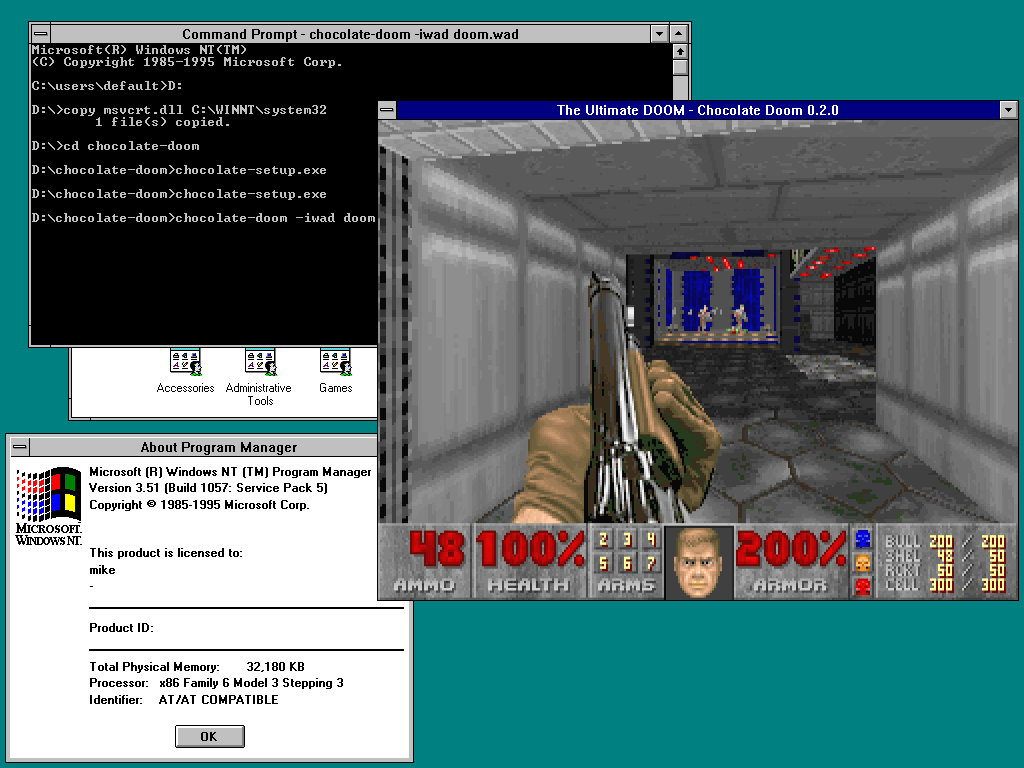 Command Prompt - chocolate-doom -iwad doom.wad
Microsoft(R) Windows NT(TM)
(C) Copyright 1985-1995 Microsoft Corp.
C:\users\default>D:
D:\>copy msvcrt.dll C:\WINNT\system32
1 file(s) copied.
D:\>cd chocolate-doom
D:\chocolate-doom>chocolate-setup.exe
D:\chocolate-doom>chocolate-setup.exe
D:\chocolate-doom>chocolate-doom -iwad doom
Accessories
Administrative
Tools
Games
The Ultimate DOOM - Chocolate Doom 0.2.0
48 100% 2 3 4 200%
5 6 7
AMMO HEALTH ARMS ARMOR
BULL 200 / 200
SHEL 48 / 50
ROKT 50 / 50
CELL 300 / 300
About Program Manager
MICROSOFT.
WINDOWS NT.
Microsoft (R) Windows NT (TM) Program Manager
Version 3.51 (Build 1057: Service Pack 5)
Copyright © 1985-1995 Microsoft Corp.
This product is licensed to:
mike
-
Product ID:
Total Physical Memory: 32,180 KB
Processor: x86 Family 6 Model 3 Stepping 3
Identifier: AT/AT COMPATIBLE
OK